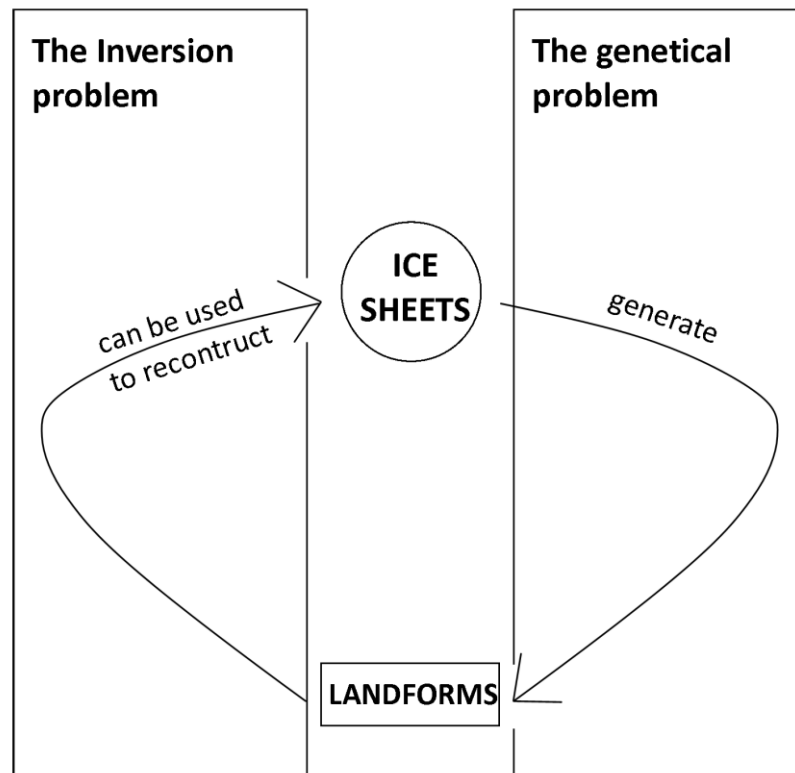 The Inversion
problem
The genetical
problem
ICE
SHEETS
can be used
to recontruct
generate
LANDFORMS